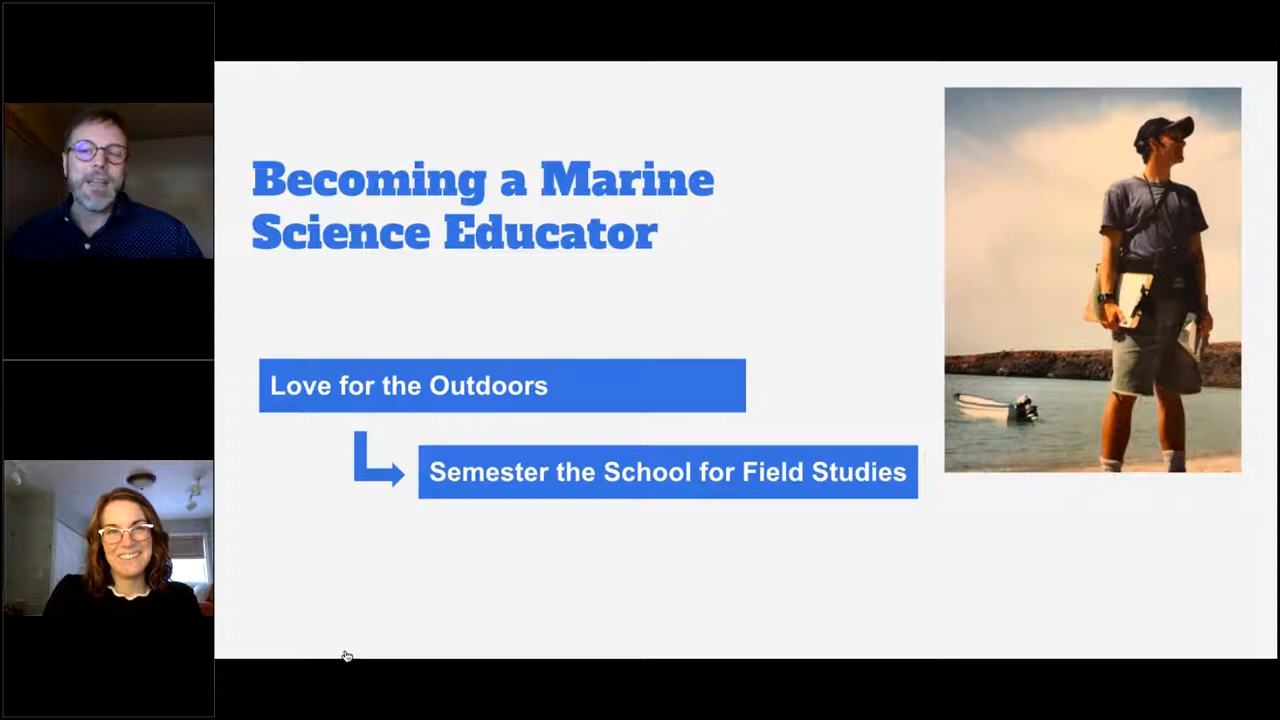 Becoming a Marine
Science Educator
Love for the Outdoors
Semester the School for Field Studies